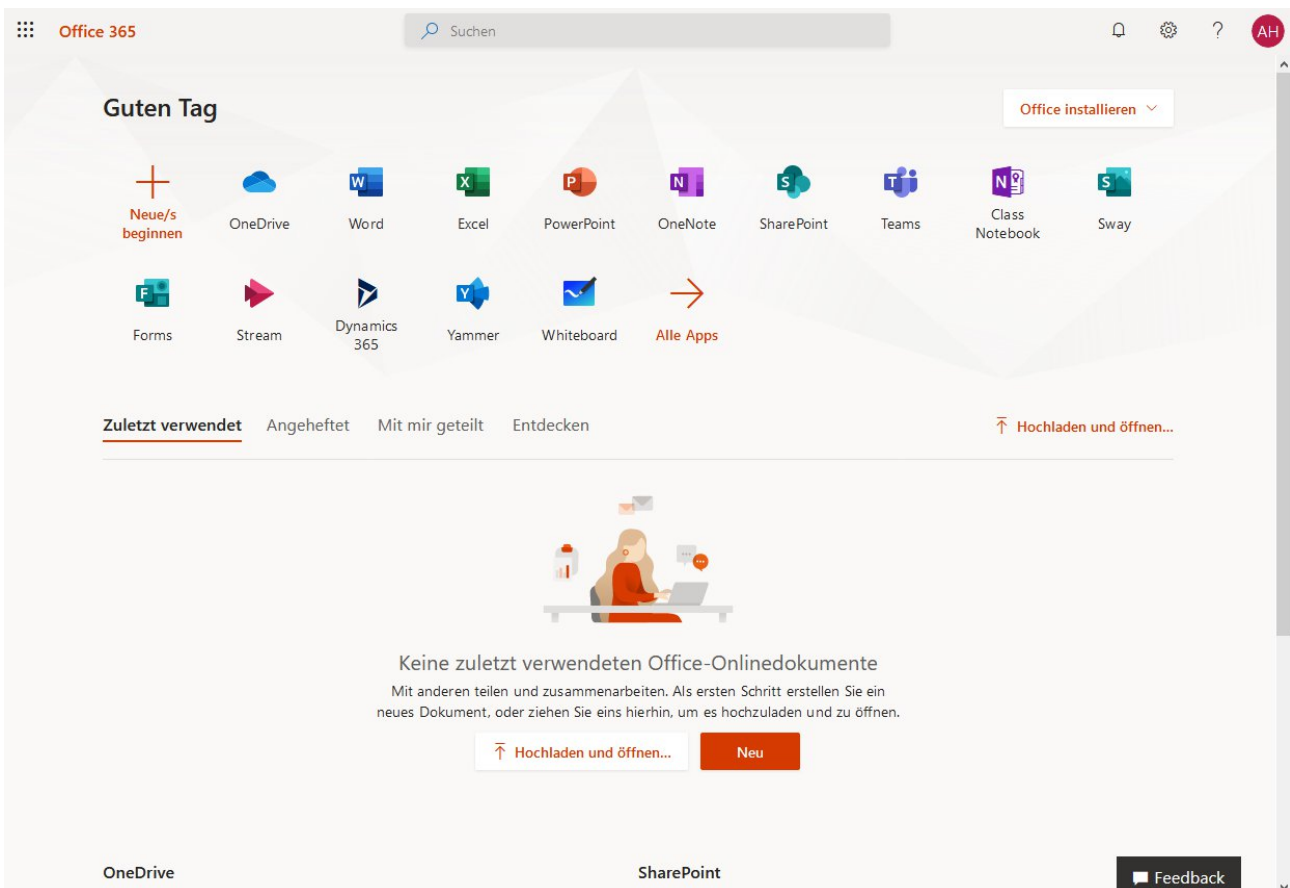 Office 365
Suchen
AH
Guten Tag
Office installieren
Neue/s
beginnen
OneDrive
Word
Excel
PowerPoint
OneNote
SharePoint
Teams
Class
Notebook
Sway
Forms
Stream
Dynamics
365
Yammer
Whiteboard
Alle Apps
Zuletzt verwendet
Angeheftet
Mit mir geteilt
Entdecken
Hochladen und öffnen...
Keine zuletzt verwendeten Office-Onlinedokumente
Mit anderen teilen und zusammenarbeiten. Als ersten Schritt erstellen Sie ein
neues Dokument, oder ziehen Sie eins hierhin, um es hochzuladen und zu öffnen.
Hochladen und öffnen...
Neu
OneDrive
SharePoint
Feedback